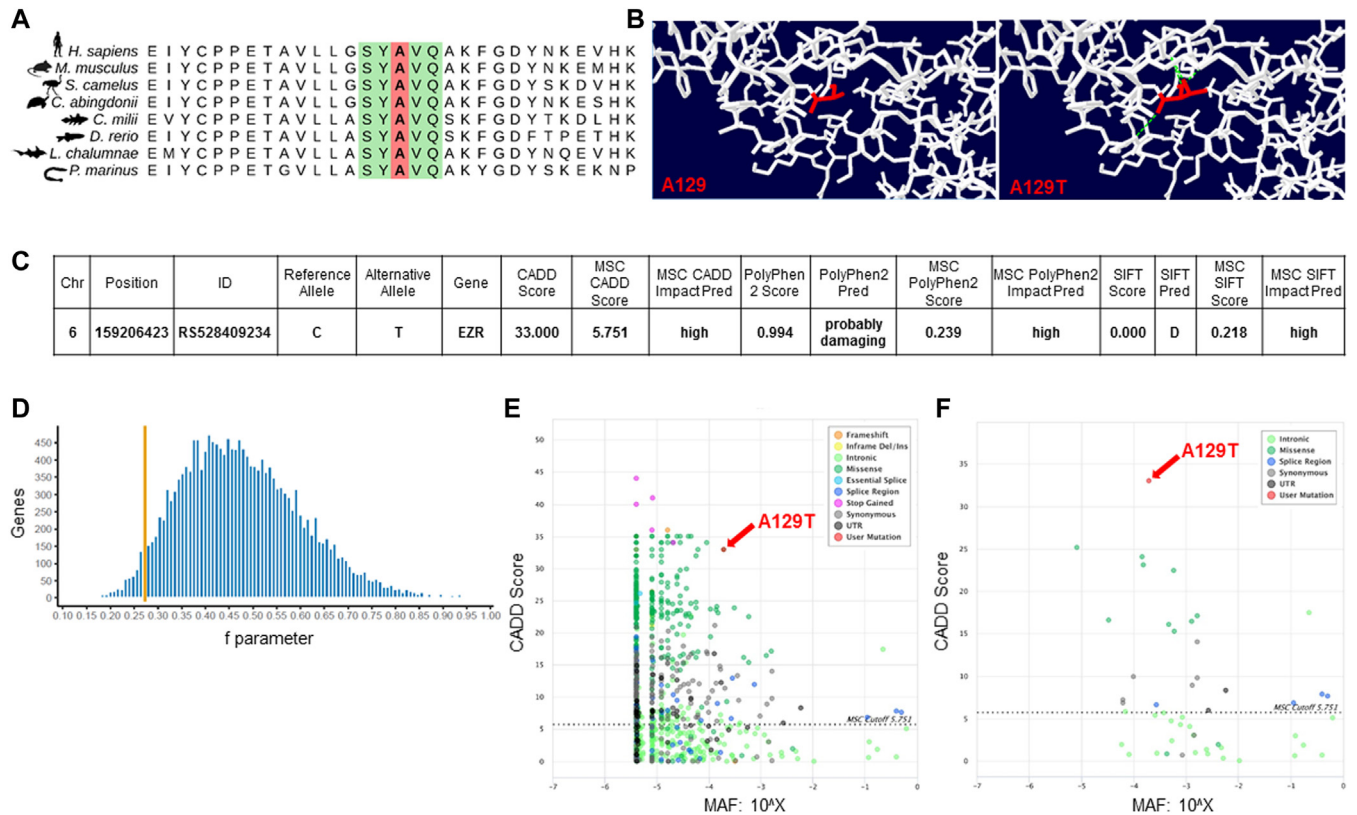 A
H. sapiens E I Y C P P E T A V L L G S Y A V Q A K F G D Y N K E V H K
M. musculus E I Y C P P E T A V L L G S Y A V Q A K F G D Y N K E M H K
S. camelus E I Y C P P E T A V L L G S Y A V Q A K F G D Y S K D V H K
C. abingdonii E I Y C P P E T A V L L G S Y A V Q A K F G D Y N K E S H K
C. milii E V Y C P P E T A V L L G S Y A V Q S K F G D Y T K D L H K
D. rerio E I Y C P P E T A V L L A S Y A V Q S K F G D F T P E T H K
L. chalumnae E M Y C P P E T A V L L A S Y A V Q A K F G D Y N Q E V H K
P. marinus E I Y C P P E T G V L L A S Y A V Q A K Y G D Y S K E K N P
B
A129
A129T
C
Chr Position ID Reference Allele Alternative Allele Gene CADD Score MSC CADD Score MSC CADD Impact Pred PolyPhen 2 Score PolyPhen2 Pred MSC PolyPhen2 Score MSC PolyPhen2 Impact Pred SIFT Score SIFT Pred MSC SIFT Score MSC SIFT Impact Pred
6 159206423 RS528409234 C T EZR 33.000 5.751 high 0.994 probably damaging 0.239 high 0.000 D 0.218 high
D
Genes
450
400
350
300
250
200
150
100
50
0
0.10 0.15 0.20 0.25 0.30 0.35 0.40 0.45 0.50 0.55 0.60 0.65 0.70 0.75 0.80 0.85 0.90 0.95 1.00
f parameter
E
CADD Score
50
45
40
35
30
25
20
15
10
5
0
Frameshift
Inframe Del/Ins
Intronic
Missense
Essential Splice
Splice Region
Stop Gained
Synonymous
UTR
User Mutation
A129T
MSC Cutoff 5.751
-7 -6 -5 -4 -3 -2 -1 0
MAF: 10^X
F
CADD Score
35
30
25
20
15
10
5
0
Intronic
Missense
Splice Region
Synonymous
UTR
User Mutation
A129T
MSC Cutoff 5.751
-7 -6 -5 -4 -3 -2 -1 0
MAF: 10^X